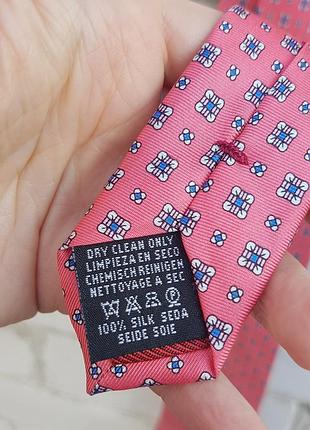 DRY CLEAN ONLY
LIMPIEZA EN SECO
CHEMISCH REINIGEN
NETTOYAGE A SEC
P
100% SILK SEDA
SEIDE SOIE